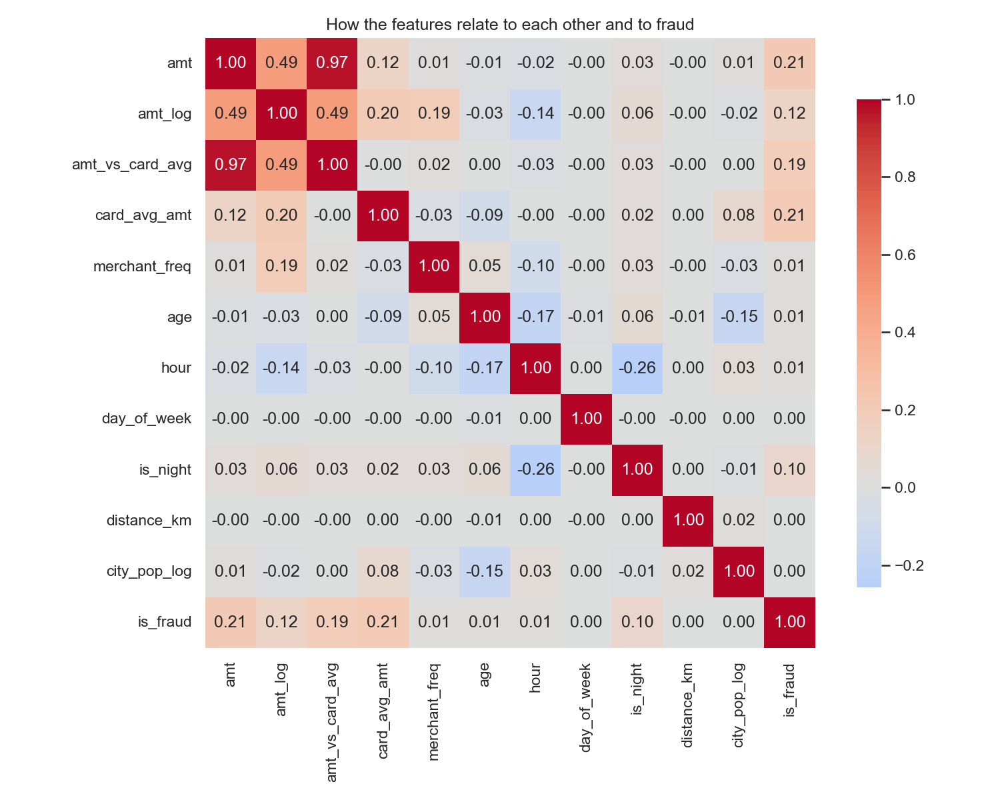 How the features relate to each other and to fraud
amt 1.00 0.49 0.97 0.12 0.01 -0.01 -0.02 -0.00 0.03 -0.00 0.01 0.21
amt_log 0.49 1.00 0.49 0.20 0.19 -0.03 -0.14 -0.00 0.06 -0.00 -0.02 0.12
amt_vs_card_avg 0.97 0.49 1.00 -0.00 0.02 0.00 -0.03 -0.00 0.03 -0.00 0.00 0.19
card_avg_amt 0.12 0.20 -0.00 1.00 -0.03 -0.09 -0.00 -0.00 0.02 0.00 0.08 0.21
merchant_freq 0.01 0.19 0.02 -0.03 1.00 0.05 -0.10 -0.00 0.03 -0.00 -0.03 0.01
age -0.01 -0.03 0.00 -0.09 0.05 1.00 -0.17 -0.01 0.06 -0.01 -0.15 0.01
hour -0.02 -0.14 -0.03 -0.00 -0.10 -0.17 1.00 0.00 -0.26 0.00 0.03 0.01
day_of_week -0.00 -0.00 -0.00 -0.00 -0.00 -0.01 0.00 1.00 -0.00 -0.00 0.00 0.00
is_night 0.03 0.06 0.03 0.02 0.03 0.06 -0.26 -0.00 1.00 0.00 -0.01 0.10
distance_km -0.00 -0.00 -0.00 0.00 -0.00 -0.01 0.00 -0.00 0.00 1.00 0.02 0.00
city_pop_log 0.01 -0.02 0.00 0.08 -0.03 -0.15 0.03 0.00 -0.01 0.02 1.00 0.00
is_fraud 0.21 0.12 0.19 0.21 0.01 0.01 0.01 0.00 0.10 0.00 0.00 1.00
amt amt_log amt_vs_card_avg card_avg_amt merchant_freq age hour day_of_week is_night distance_km city_pop_log is_fraud
1.0
0.8
0.6
0.4
0.2
0.0
−0.2